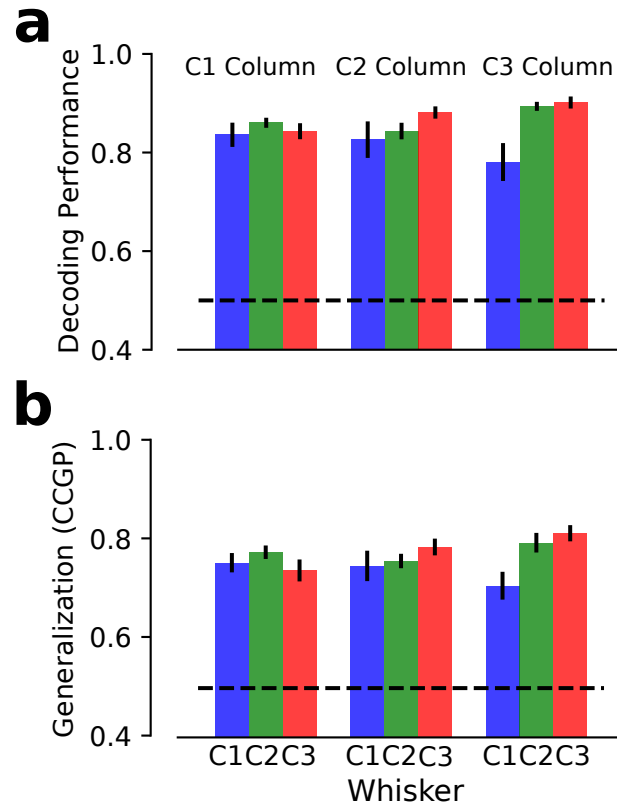 a
Decoding Performance
C1 Column C2 Column C3 Column
1.0
0.8
0.6
0.4
b
Generalization (CCGP)
1.0
0.8
0.6
0.4
C1C2C3 C1C2C3 C1C2C3
Whisker